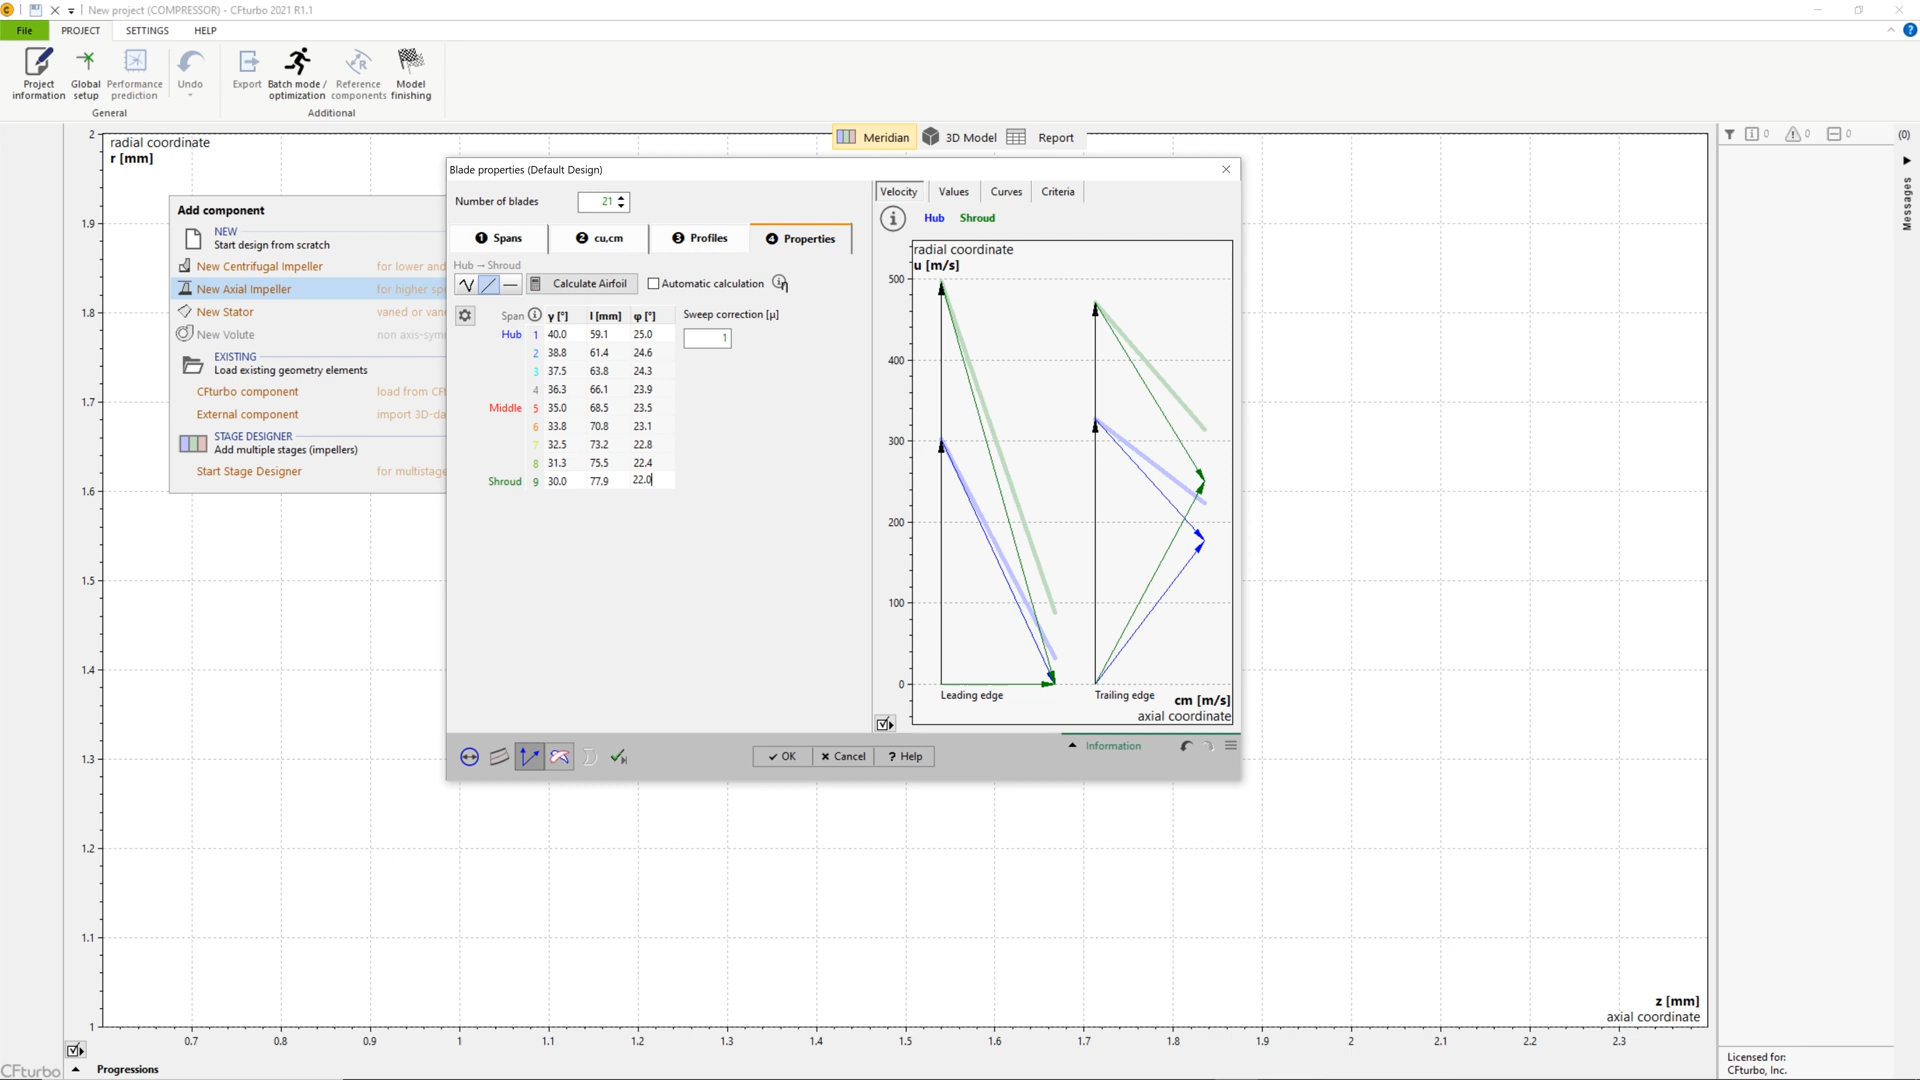 New project (COMPRESSOR) - CFturbo 2021 R1.1
File PROJECT SETTINGS HELP
Project information
Global setup
Performance prediction
Undo
Export
Batch mode / optimization
Reference components
Model finishing
General Additional
Meridian 3D Model Report
radial coordinate
r [mm]
2
1.9
1.8
1.7
1.6
1.5
1.4
1.3
1.2
1.1
1
0.7 0.8 0.9 1 1.1 1.2 1.3 1.4 1.5 1.6 1.7 1.8 1.9 2 2.1 2.2 2.3
z [mm]
axial coordinate
Add component
NEW
Start design from scratch
New Centrifugal Impeller for lower and
New Axial Impeller for higher sp
New Stator vaned or van
New Volute non axis-sym
EXISTING
Load existing geometry elements
CFturbo component load from CF
External component import 3D-da
STAGE DESIGNER
Add multiple stages (impellers)
Start Stage Designer for multistage
Blade properties (Default Design)
Number of blades 21
1 Spans 2 cu,cm 3 Profiles 4 Properties
Hub → Shroud
Calculate Airfoil Automatic calculation
Span γ [°] l [mm] φ [°] Sweep correction [µ]
Hub 1 40.0 59.1 25.0 1
2 38.8 61.4 24.6
3 37.5 63.8 24.3
4 36.3 66.1 23.9
Middle 5 35.0 68.5 23.5
6 33.8 70.8 23.1
7 32.5 73.2 22.8
8 31.3 75.5 22.4
Shroud 9 30.0 77.9 22.0
OK Cancel ? Help
Velocity Values Curves Criteria
Hub Shroud
radial coordinate
u [m/s]
500
400
300
200
100
0
Leading edge Trailing edge cm [m/s]
axial coordinate
Information
0 0 0 (0)
Messages
Licensed for:
CFturbo, Inc.
CFturbo Progressions